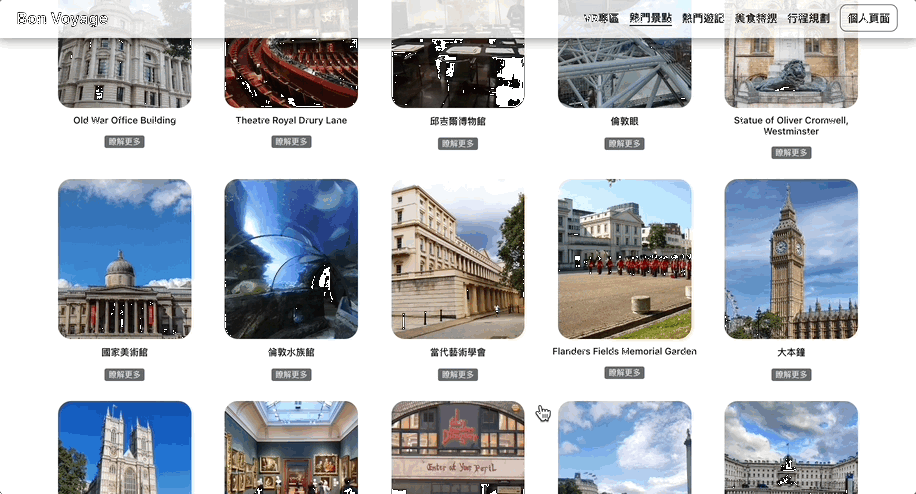 Bon Voyage
熱門景點
熱門遊記
美食特搜
行程規劃
個人頁面
Old War Office Building
Theatre Royal Drury Lane
邱吉爾博物館
倫敦眼
Statue of Oliver Cromwell,
Westminster
瞭解更多
瞭解更多
瞭解更多
瞭解更多
瞭解更多
國家美術館
倫敦水族館
當代藝術學會
Flanders Fields Memorial Garden
大本鐘
瞭解更多
瞭解更多
瞭解更多
瞭解更多
瞭解更多
Enter at Your Peril